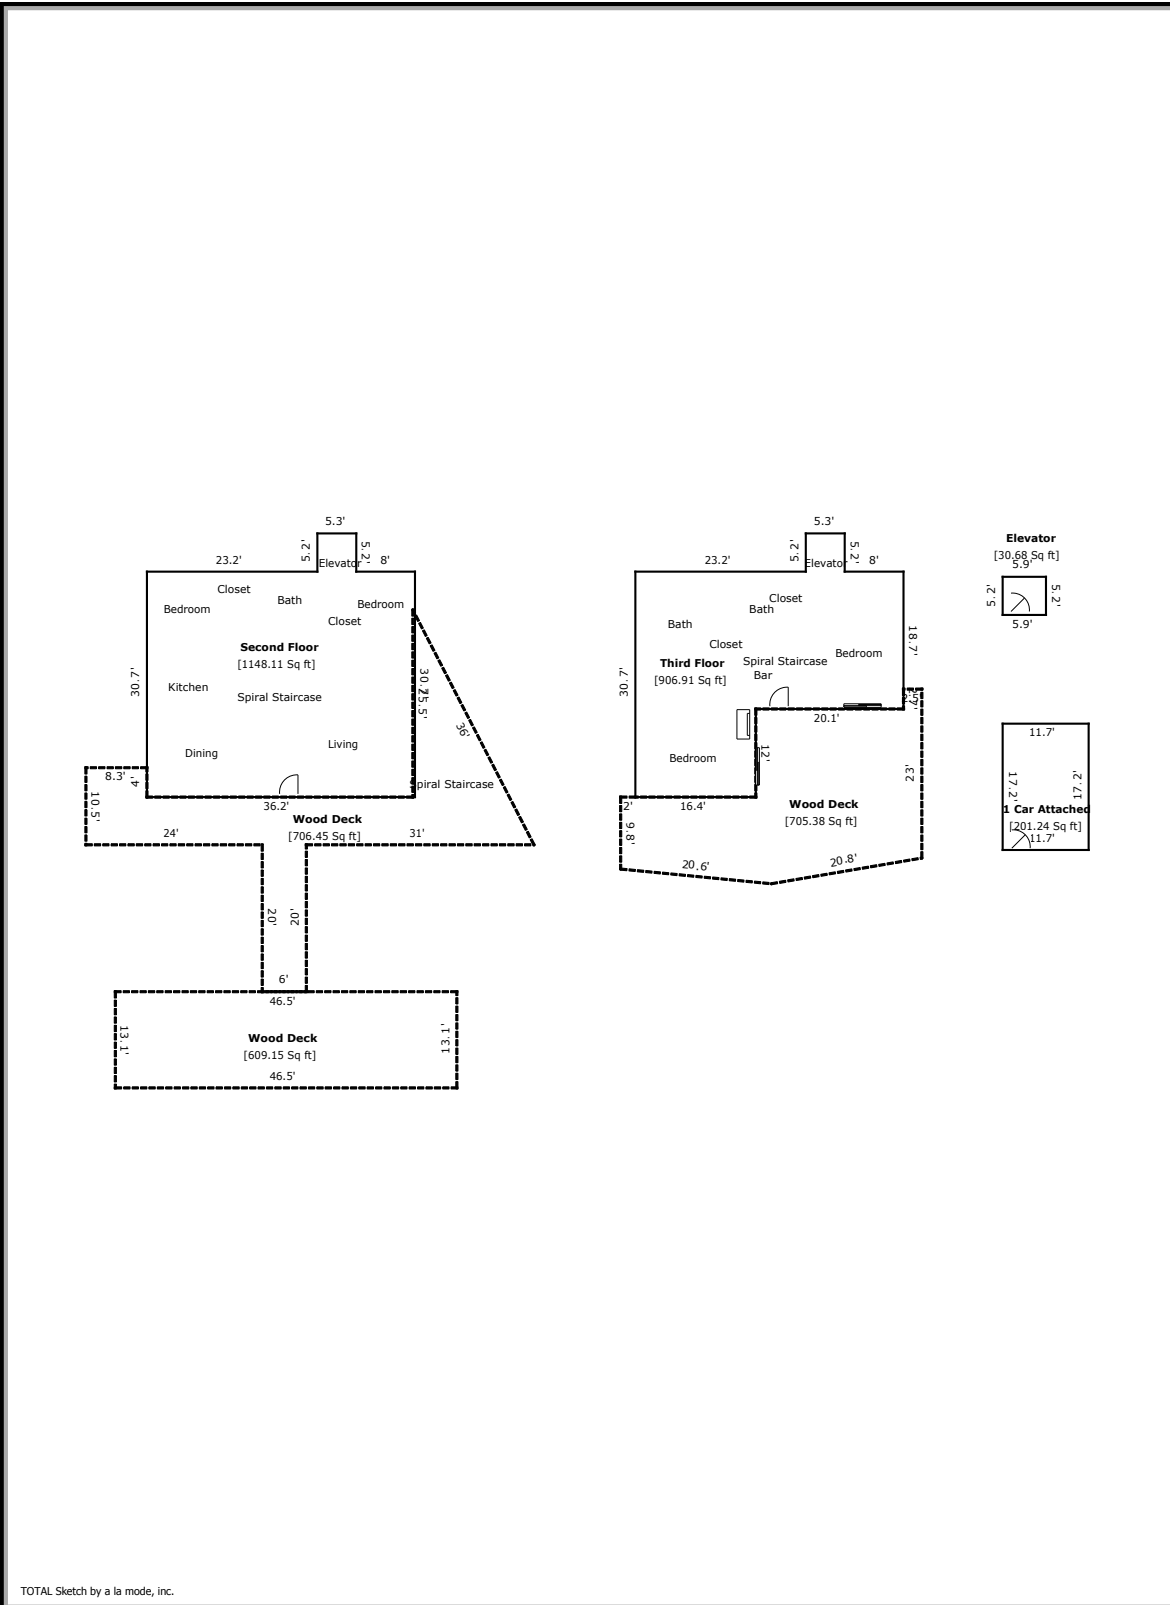 5.3'
5.2'
5.2'
23.2'
Elevator
8'
Closet
Bath
Bedroom
Bedroom
Closet
Second Floor
[1148.11 Sq ft]
30.7'
30.7'
25.5'
Kitchen
Spiral Staircase
36'
Living
Dining
8.3'
4'
piral Staircase
10.5'
36.2'
Wood Deck
[706.45 Sq ft]
24'
31'
20'
20'
6'
46.5'
13.1'
13.1'
Wood Deck
[609.15 Sq ft]
46.5'
5.3'
5.2'
5.2'
23.2'
Elevator
8'
Closet
Bath
Bath
Closet
18.7'
Bedroom
Third Floor
[906.91 Sq ft]
Spiral Staircase
Bar
30.7'
2.5'
20.1'
12'
Bedroom
23'
2'
16.4'
Wood Deck
[705.38 Sq ft]
9.8'
20.6'
20.8'
Elevator
[30.68 Sq ft]
5.9'
5.2'
5.2'
5.9'
11.7'
17.2'
17.2'
1 Car Attached
[201.24 Sq ft]
11.7'
TOTAL Sketch by a la mode, inc.